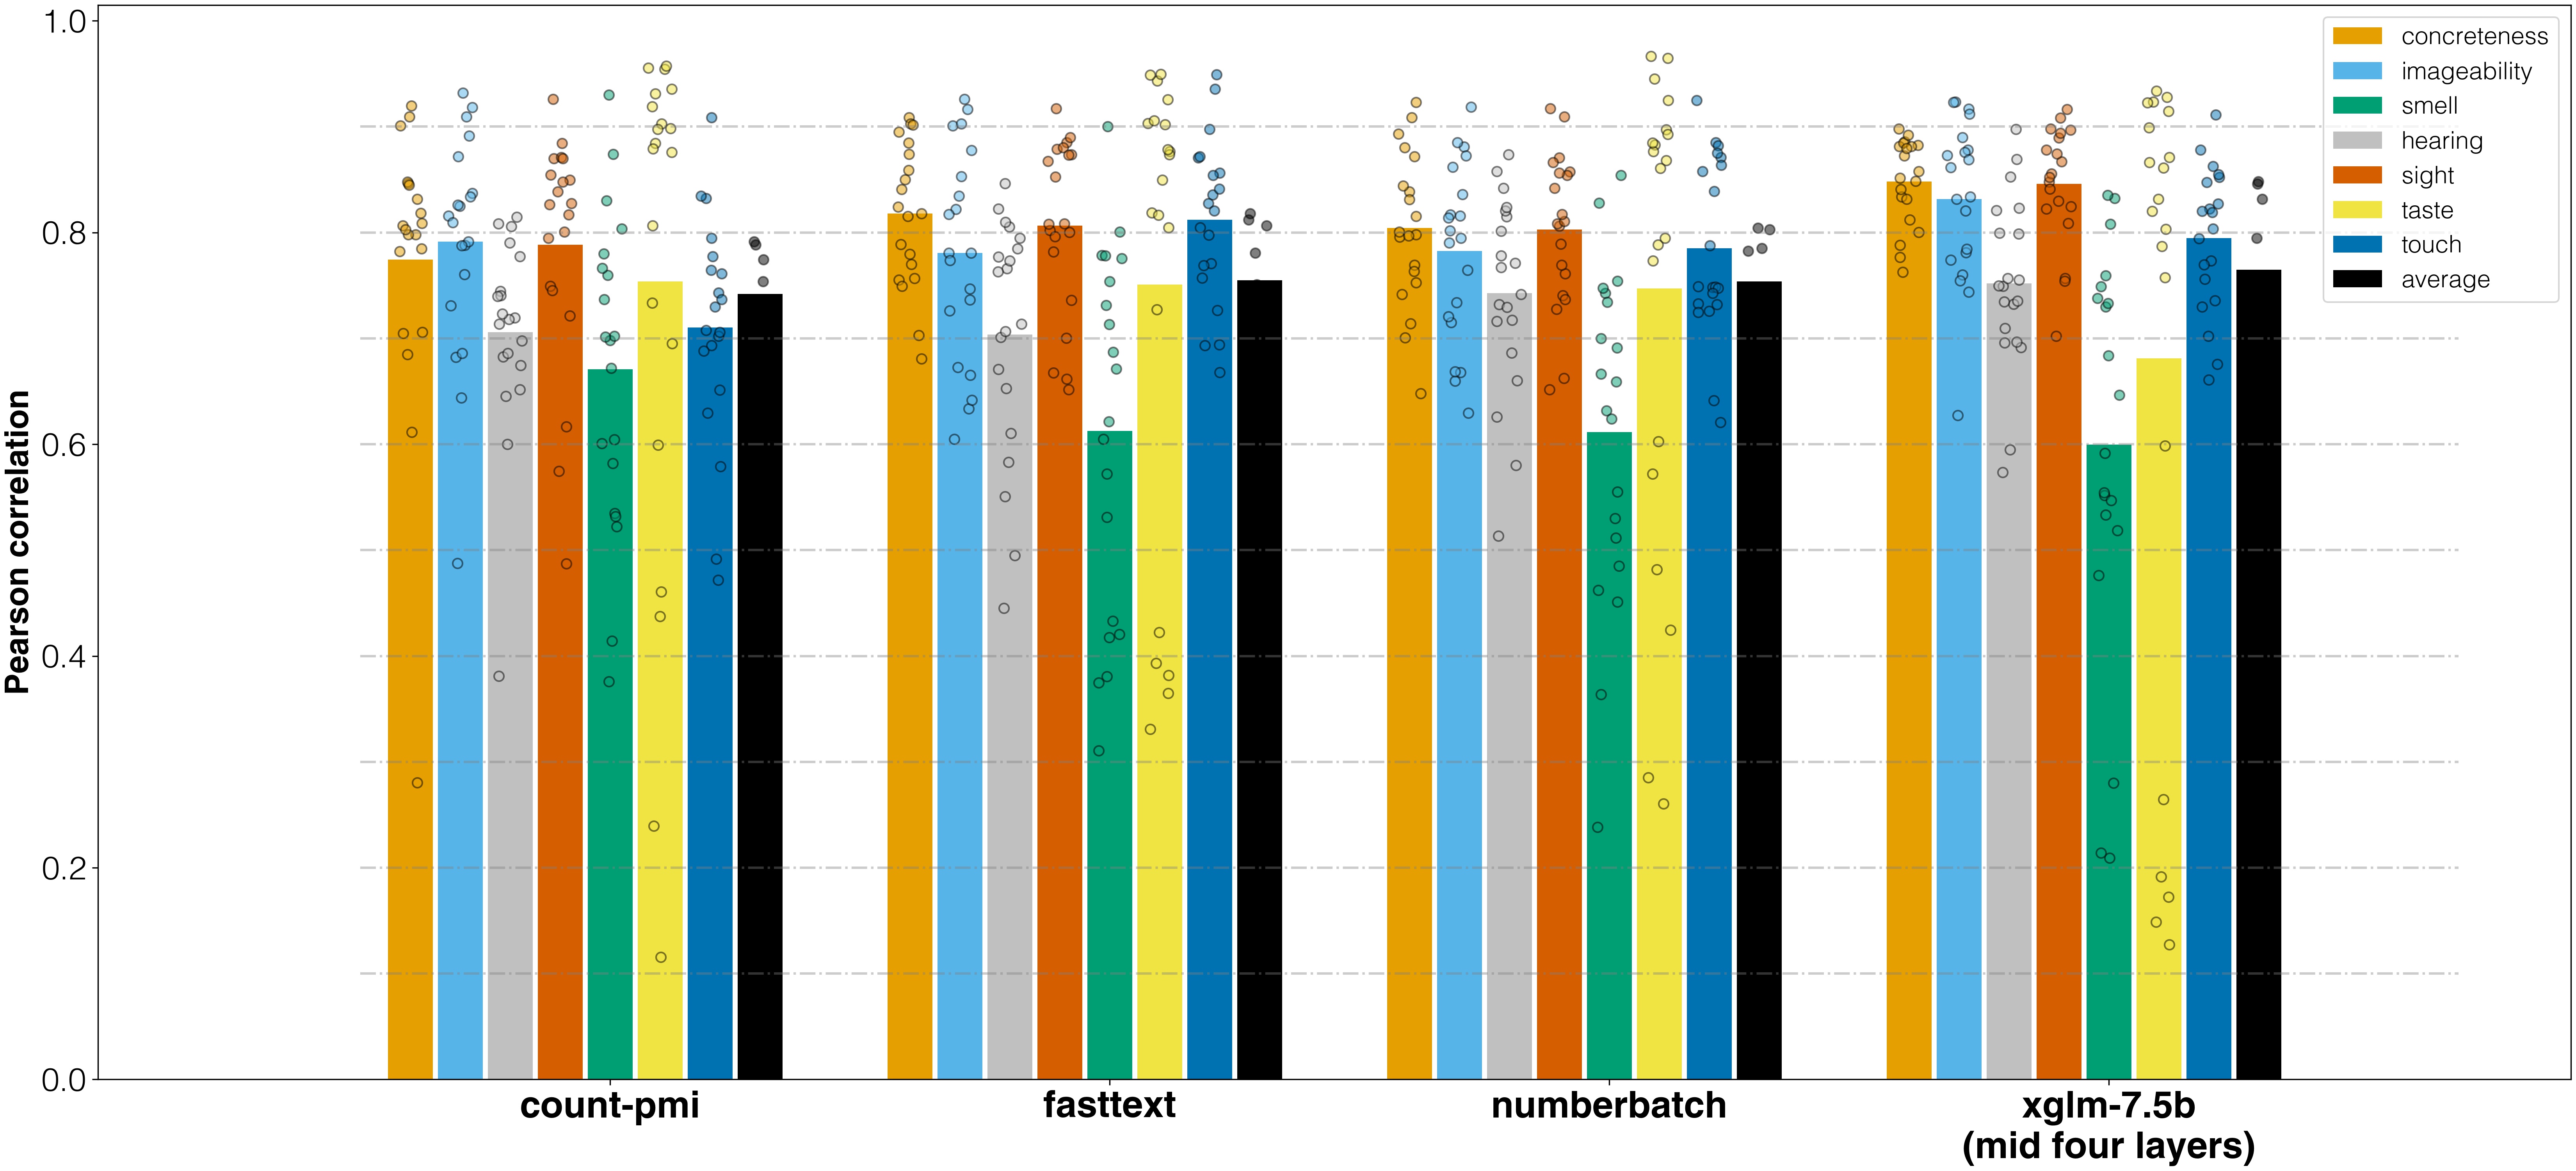 1.0
0.8
0.6
0.4
0.2
0.0
Pearson correlation
concreteness
imageability
smell
hearing
sight
taste
touch
average
count-pmi
fasttext
numberbatch
xglm-7.5b
(mid four layers)